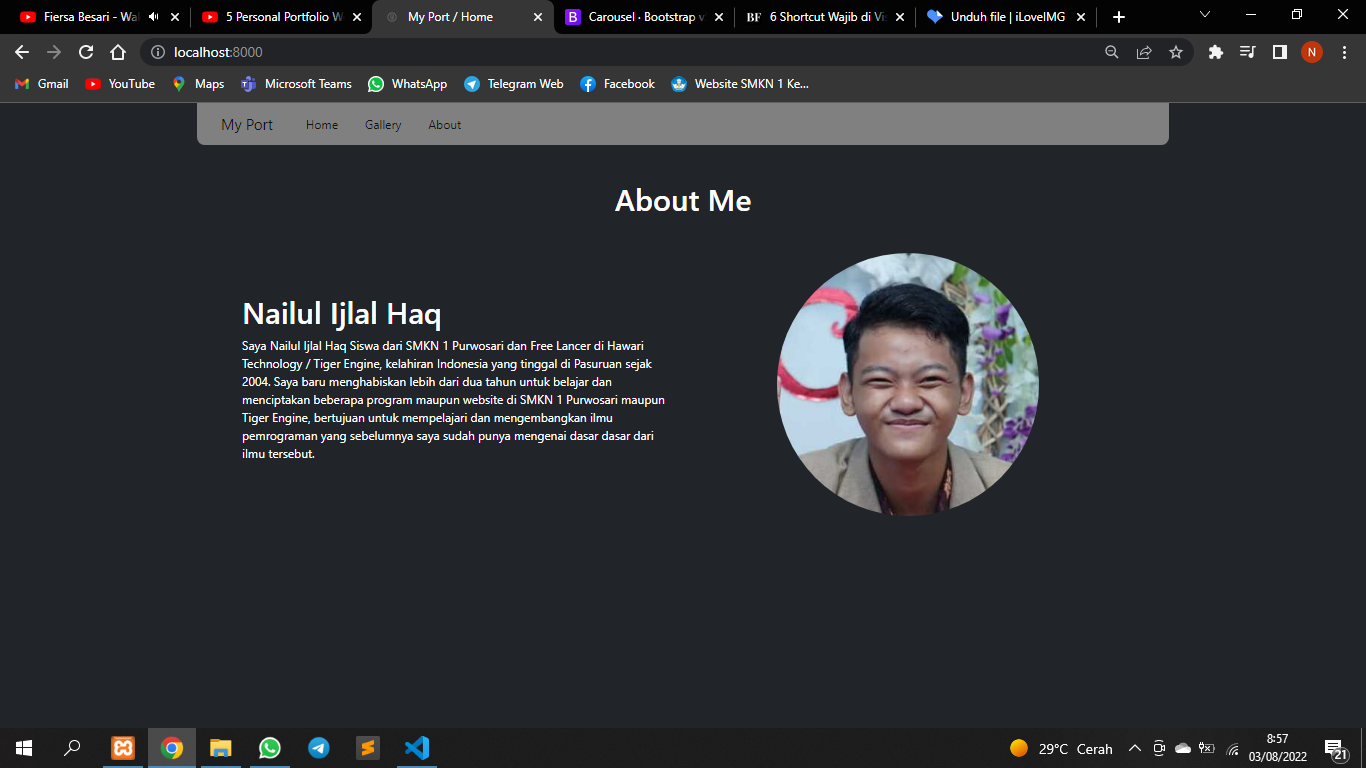 Fiersa Besari - Wal
5 Personal Portfolio W
My Port / Home
Carousel · Bootstrap v
BF 6 Shortcut Wajib di Vis
Unduh file | iLoveIMG
localhost:8000
N
Gmail
YouTube
Maps
Microsoft Teams
WhatsApp
Telegram Web
Facebook
Website SMKN 1 Ke...
My Port
Home
Gallery
About
About Me
Nailul Ijlal Haq
Saya Nailul Ijlal Haq Siswa dari SMKN 1 Purwosari dan Free Lancer di Hawari
Technology / Tiger Engine, kelahiran Indonesia yang tinggal di Pasuruan sejak
2004. Saya baru menghabiskan lebih dari dua tahun untuk belajar dan
menciptakan beberapa program maupun website di SMKN 1 Purwosari maupun
Tiger Engine, bertujuan untuk mempelajari dan mengembangkan ilmu
pemrograman yang sebelumnya saya sudah punya mengenai dasar dasar dari
ilmu tersebut.
29°C Cerah
8:57
03/08/2022
21